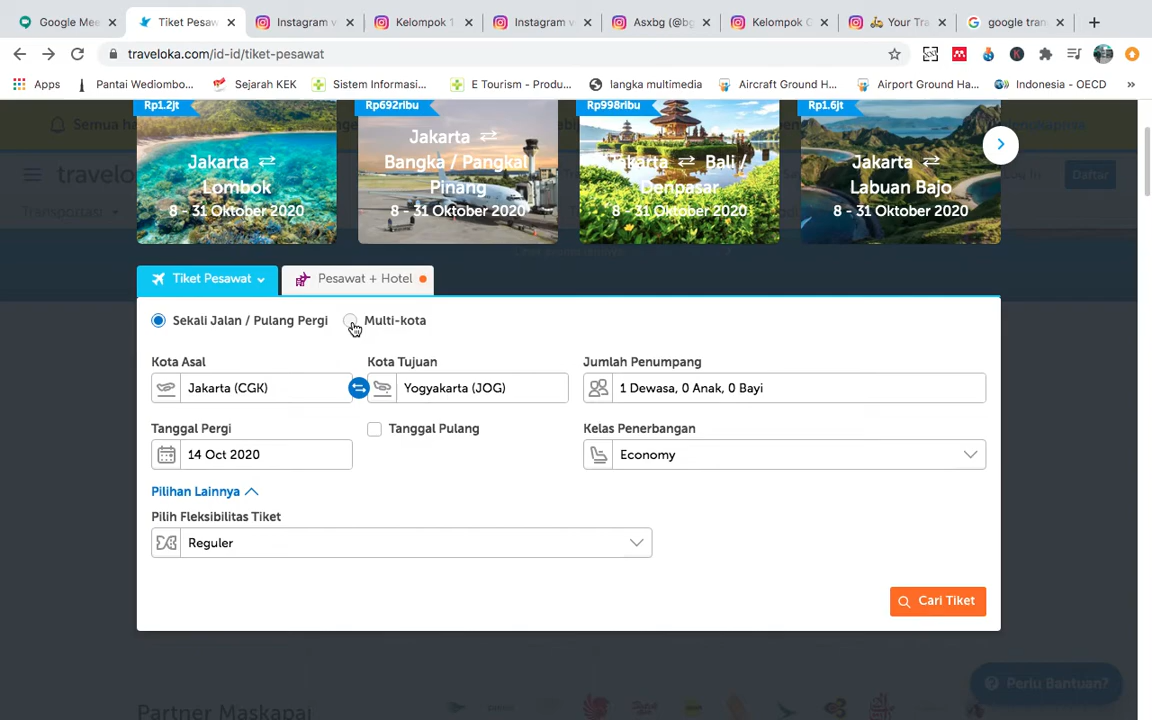 Google Mee
Tiket Pesaw
Instagram v
Kelompok 1
Instagram v
Asxbg (@bg
Kelompok G
Your Tra
google tran
traveloka.com/id-id/tiket-pesawat
Apps
Pantai Wediombo...
Sejarah KEK
Sistem Informasi...
E Tourism - Produ...
langka multimedia
Aircraft Ground H...
Airport Ground Ha...
Indonesia - OECD
»
Rp1.2jt
Rp692ribu
Rp998ribu
Rp1.6jt
Semua ha
travelo
Daftar
Transportasi
Jakarta ⇄ Lombok
8 - 31 Oktober 2020
Jakarta ⇄ Bangka / Pangkal Pinang
8 - 31 Oktober 2020
Jakarta ⇄ Bali / Denpasar
8 - 31 Oktober 2020
Jakarta ⇄ Labuan Bajo
8 - 31 Oktober 2020
Tiket Pesawat
Pesawat + Hotel
Sekali Jalan / Pulang Pergi
Multi-kota
Kota Asal
Kota Tujuan
Jumlah Penumpang
Jakarta (CGK)
Yogyakarta (JOG)
1 Dewasa, 0 Anak, 0 Bayi
Tanggal Pergi
Tanggal Pulang
Kelas Penerbangan
14 Oct 2020
Economy
Pilihan Lainnya
Pilih Fleksibilitas Tiket
Reguler
Cari Tiket
Perlu Bantuan?
Partner Maskapai